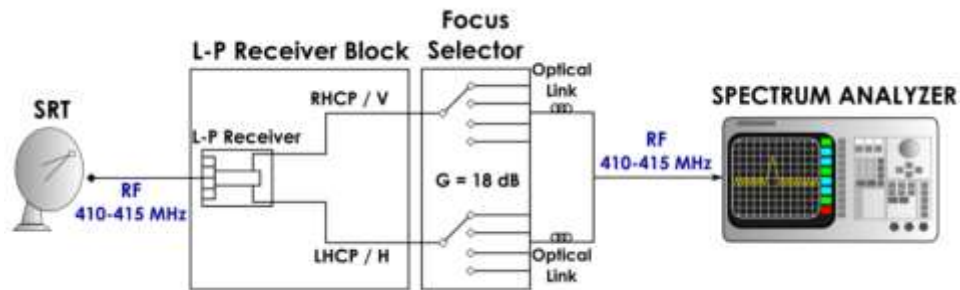 Focus
Selector
L-P Receiver Block
Optical
Link
SRT
RHCP / V
SPECTRUM ANALYZER
L-P Receiver
RF
410-415 MHz
RF
410-415 MHz
G = 18 dB
LHCP / H
Optical
Link